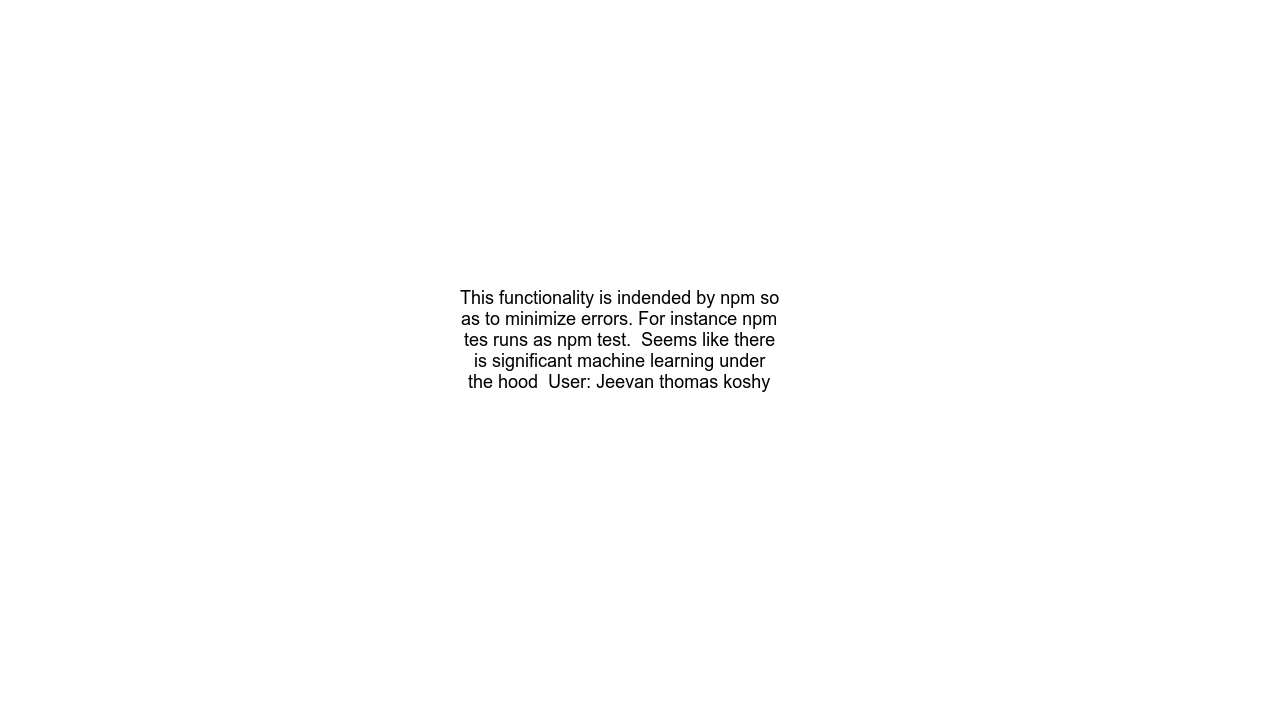 This functionality is indended by npm so
as to minimize errors. For instance npm
tes runs as npm test.  Seems like there
is significant machine learning under
the hood  User: Jeevan thomas koshy